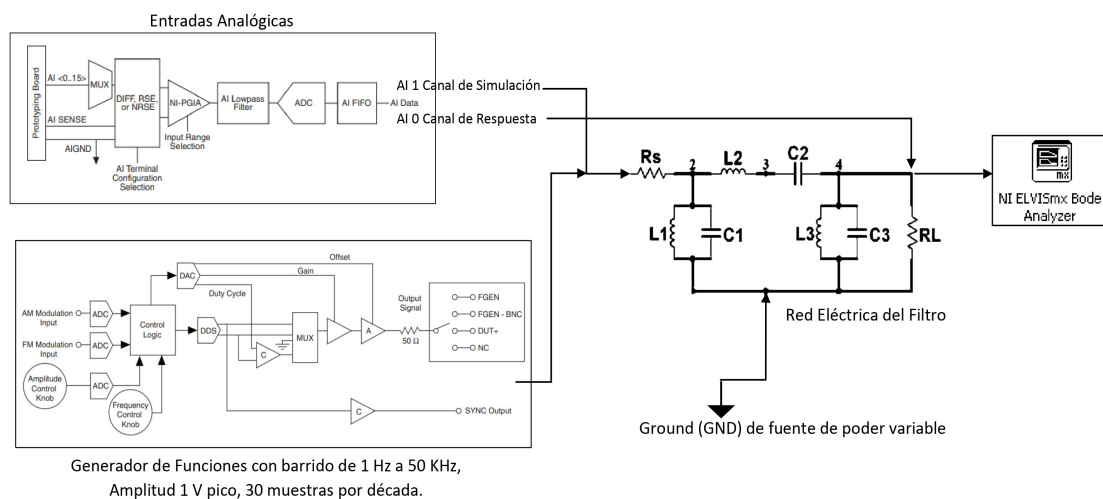 Entradas Analógicas
Prototyping Board
AI <0..15>
MUX
DIFF, RSE,
or NRSE
NI-PGIA
AI Lowpass
Filter
ADC
AI FIFO
AI Data
AI SENSE
AIGND
Input Range
Selection
AI Terminal
Configuration
Selection
AI 1 Canal de Simulación
AI 0 Canal de Respuesta
Rs
2
L2
3
C2
4
L1
C1
L3
C3
RL
mx
NI ELVISmx Bode
Analyzer
Red Eléctrica del Filtro
Ground (GND) de fuente de poder variable
Offset
DAC
Gain
Duty Cycle
AM Modulation
Input
ADC
FM Modulation
Input
ADC
Control
Logic
DDS
C
MUX
A
Output
Signal
50 Ω
FGEN
FGEN - BNC
DUT+
NC
Amplitude
Control
Knob
ADC
Frequency
Control
Knob
C
SYNC Output
Generador de Funciones con barrido de 1 Hz a 50 KHz,
Amplitud 1 V pico, 30 muestras por década.